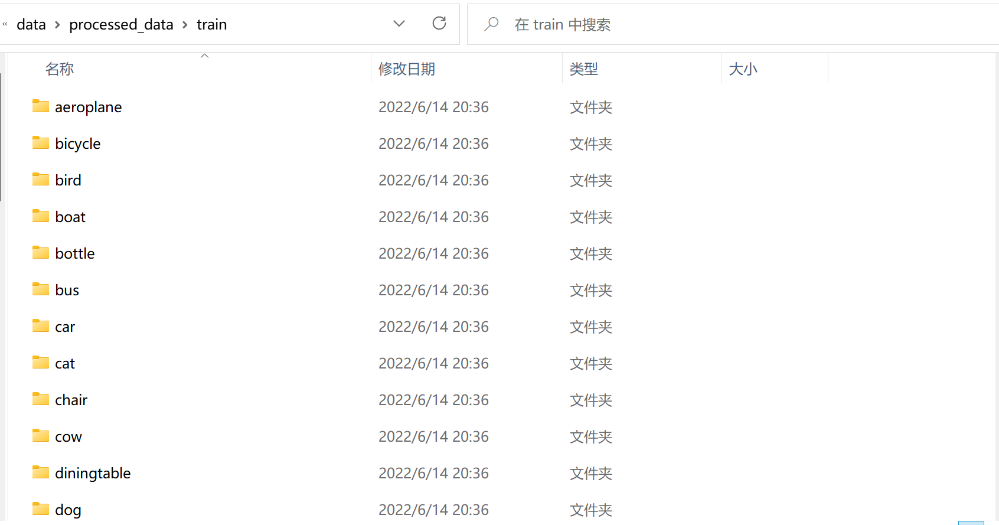 « data › processed_data › train 在 train 中搜索
名称 修改日期 类型 大小
aeroplane 2022/6/14 20:36 文件夹
bicycle 2022/6/14 20:36 文件夹
bird 2022/6/14 20:36 文件夹
boat 2022/6/14 20:36 文件夹
bottle 2022/6/14 20:36 文件夹
bus 2022/6/14 20:36 文件夹
car 2022/6/14 20:36 文件夹
cat 2022/6/14 20:36 文件夹
chair 2022/6/14 20:36 文件夹
cow 2022/6/14 20:36 文件夹
diningtable 2022/6/14 20:36 文件夹
dog 2022/6/14 20:36 文件夹